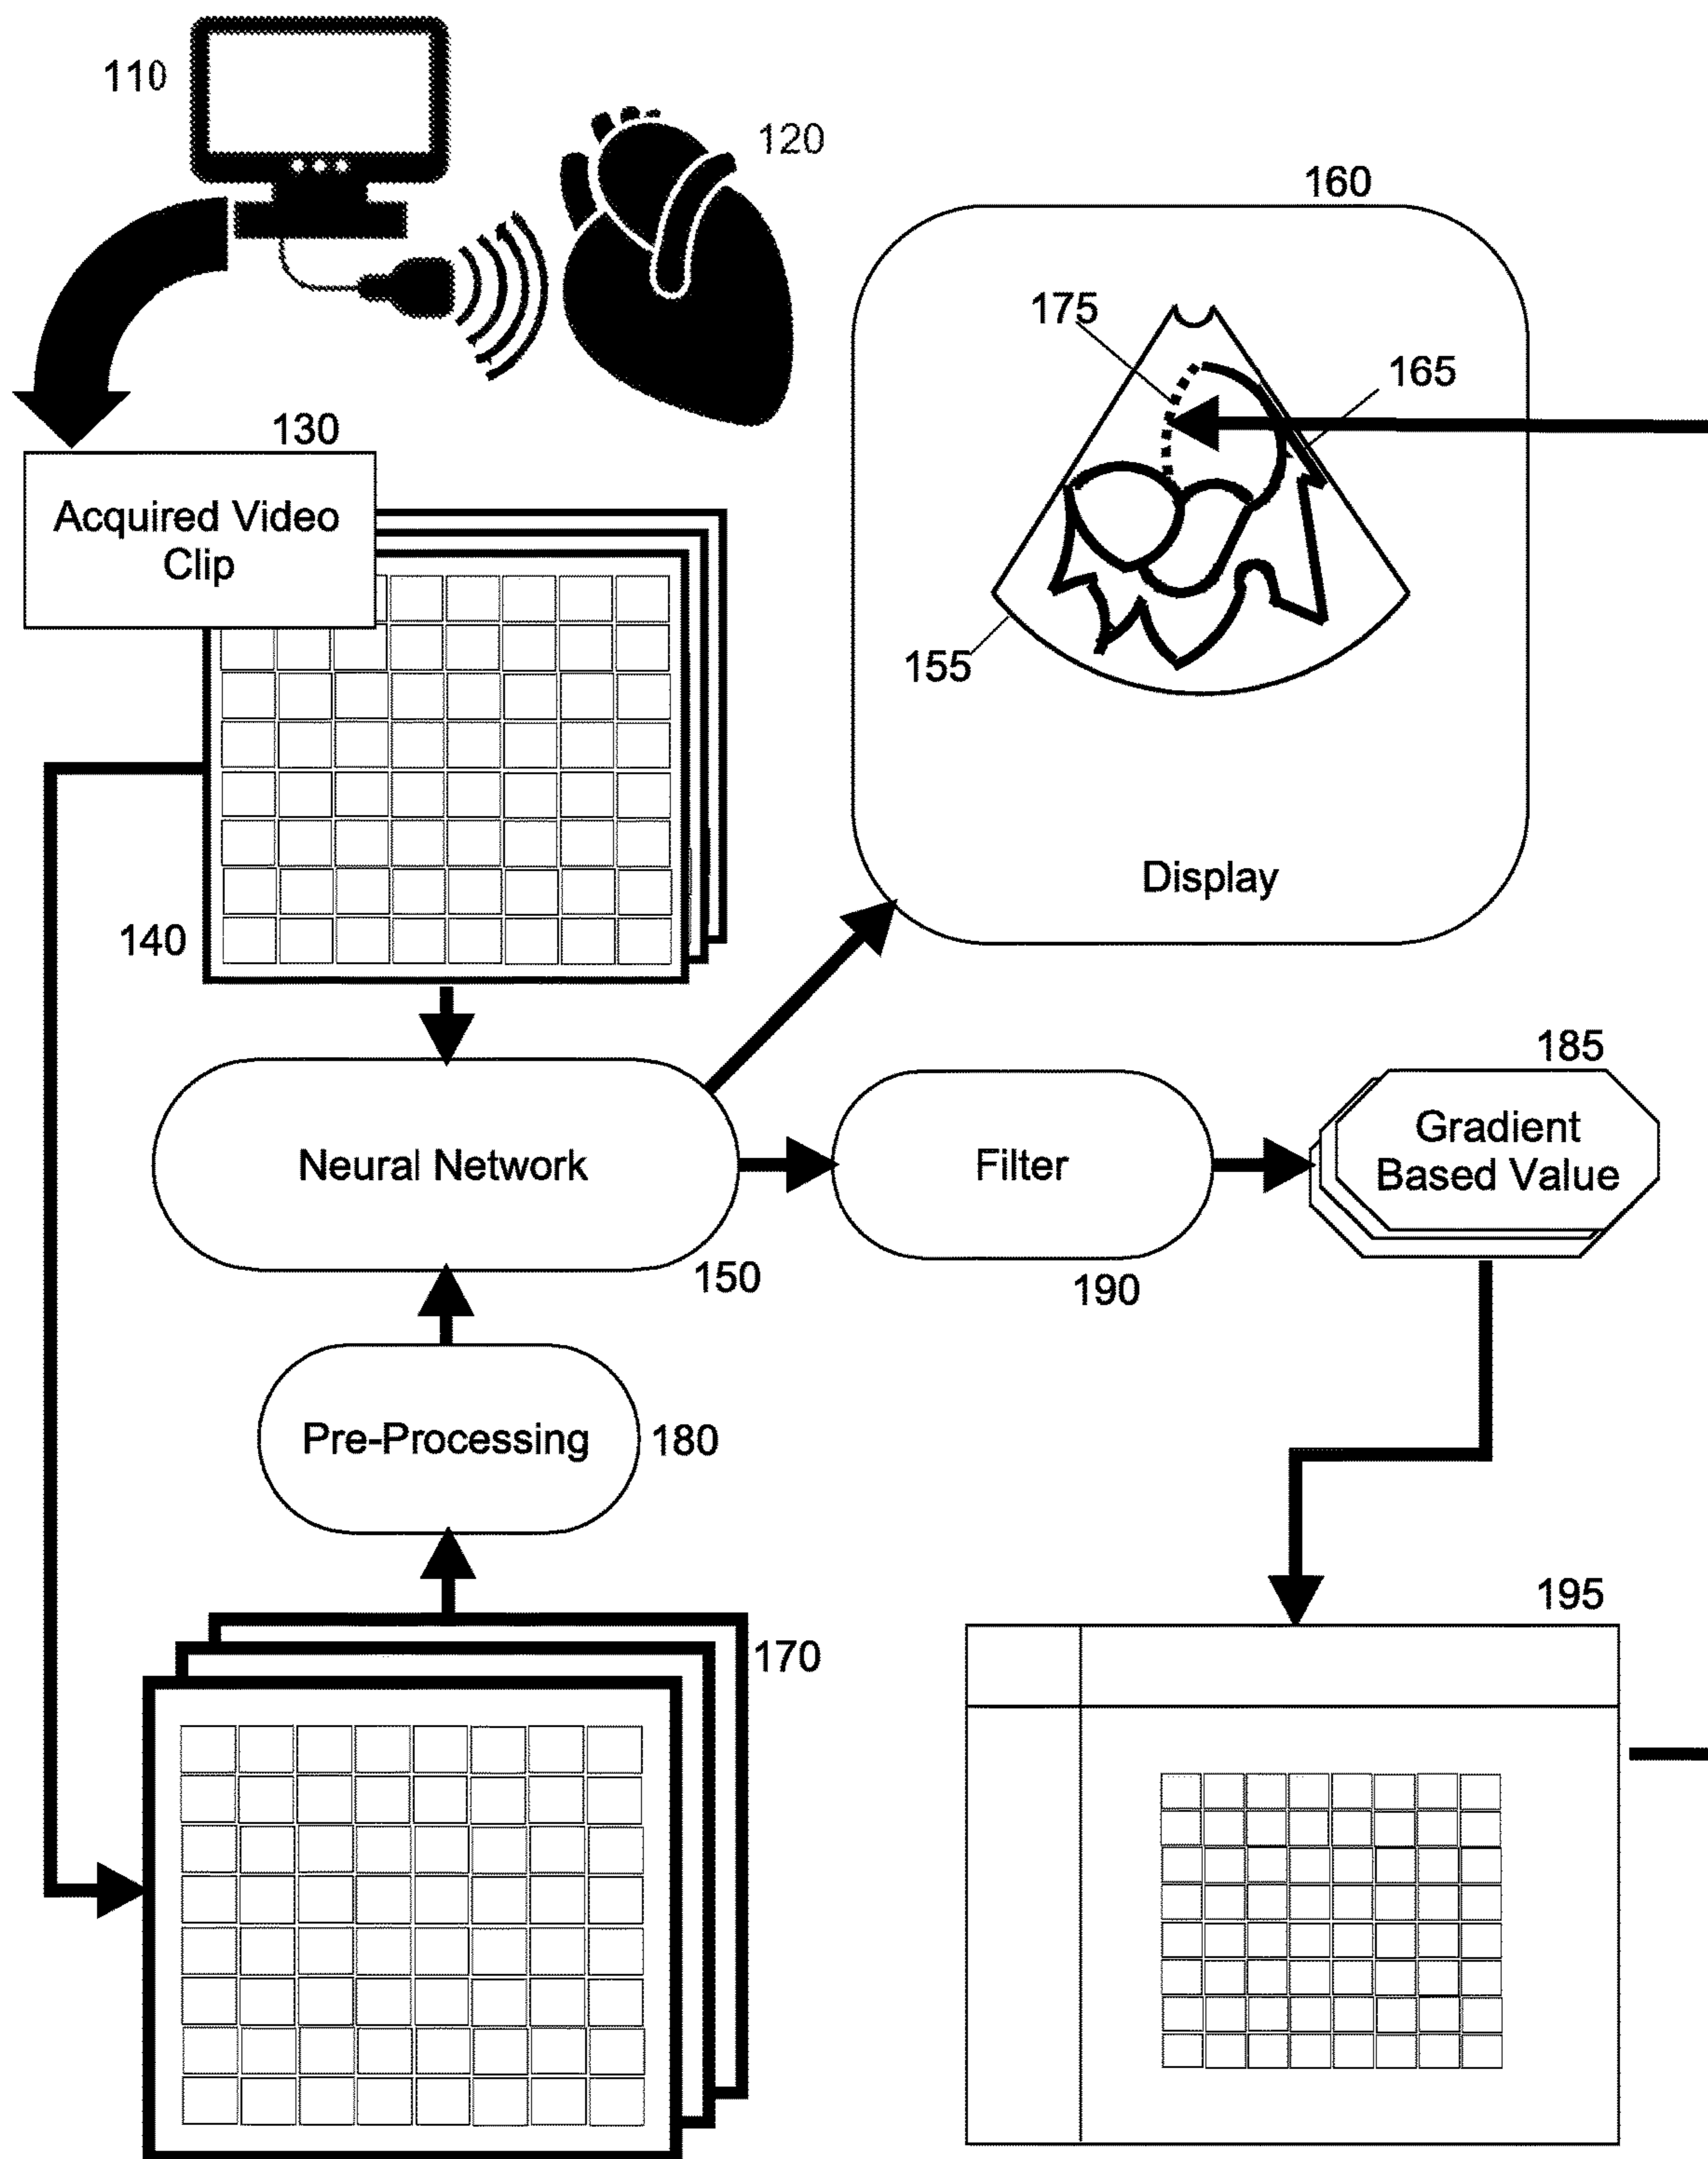 110
120
160
175
165
130
Acquired Video
Clip
155
Display
140
185
Gradient
Based Value
Neural Network
Filter
150
190
Pre-Processing
180
195
170